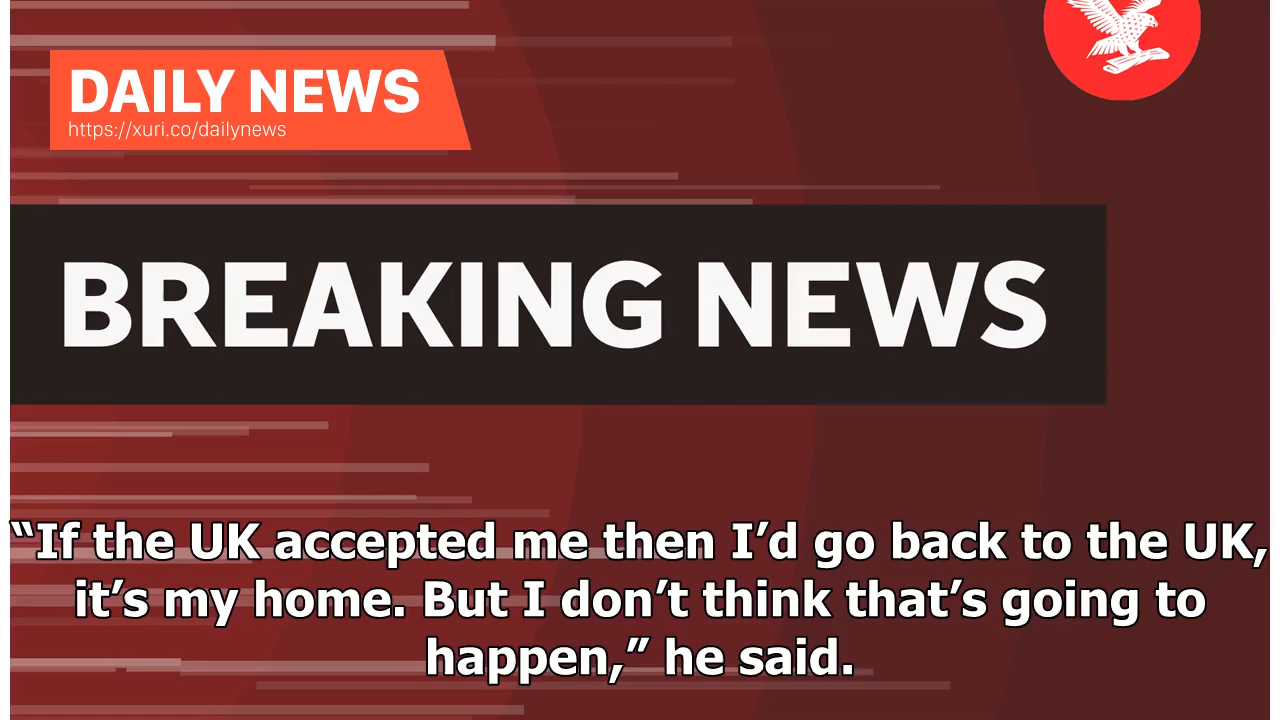 DAILY NEWS
https://xuri.co/dailynews
BREAKING NEWS
“If the UK accepted me then I’d go back to the UK,
it’s my home. But I don’t think that’s going to
happen,” he said.